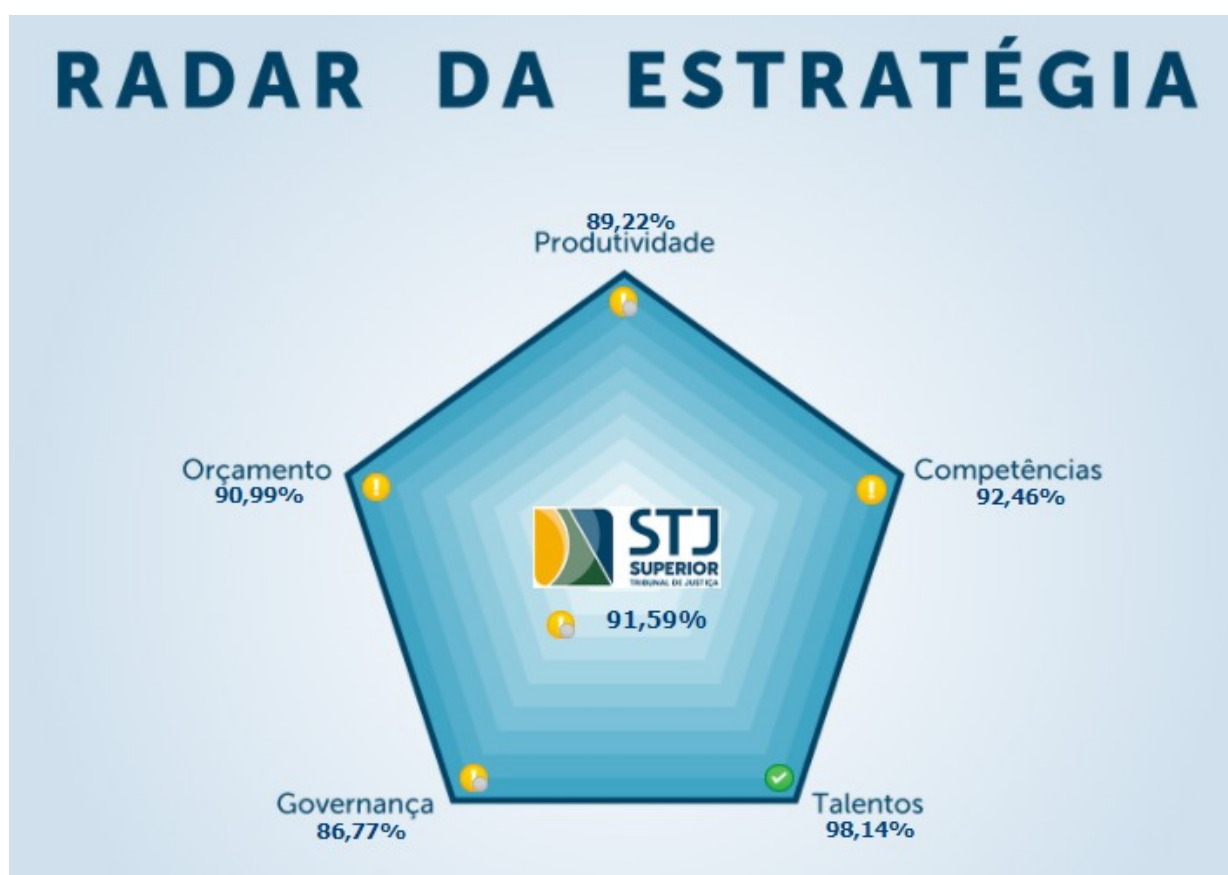 RADAR DA ESTRATÉGIA
89,22%
Produtividade
Orçamento
90,99%
Competências
92,46%
STJ
SUPERIOR
TRIBUNAL DE JUSTIÇA
91,59%
Governança
86,77%
Talentos
98,14%